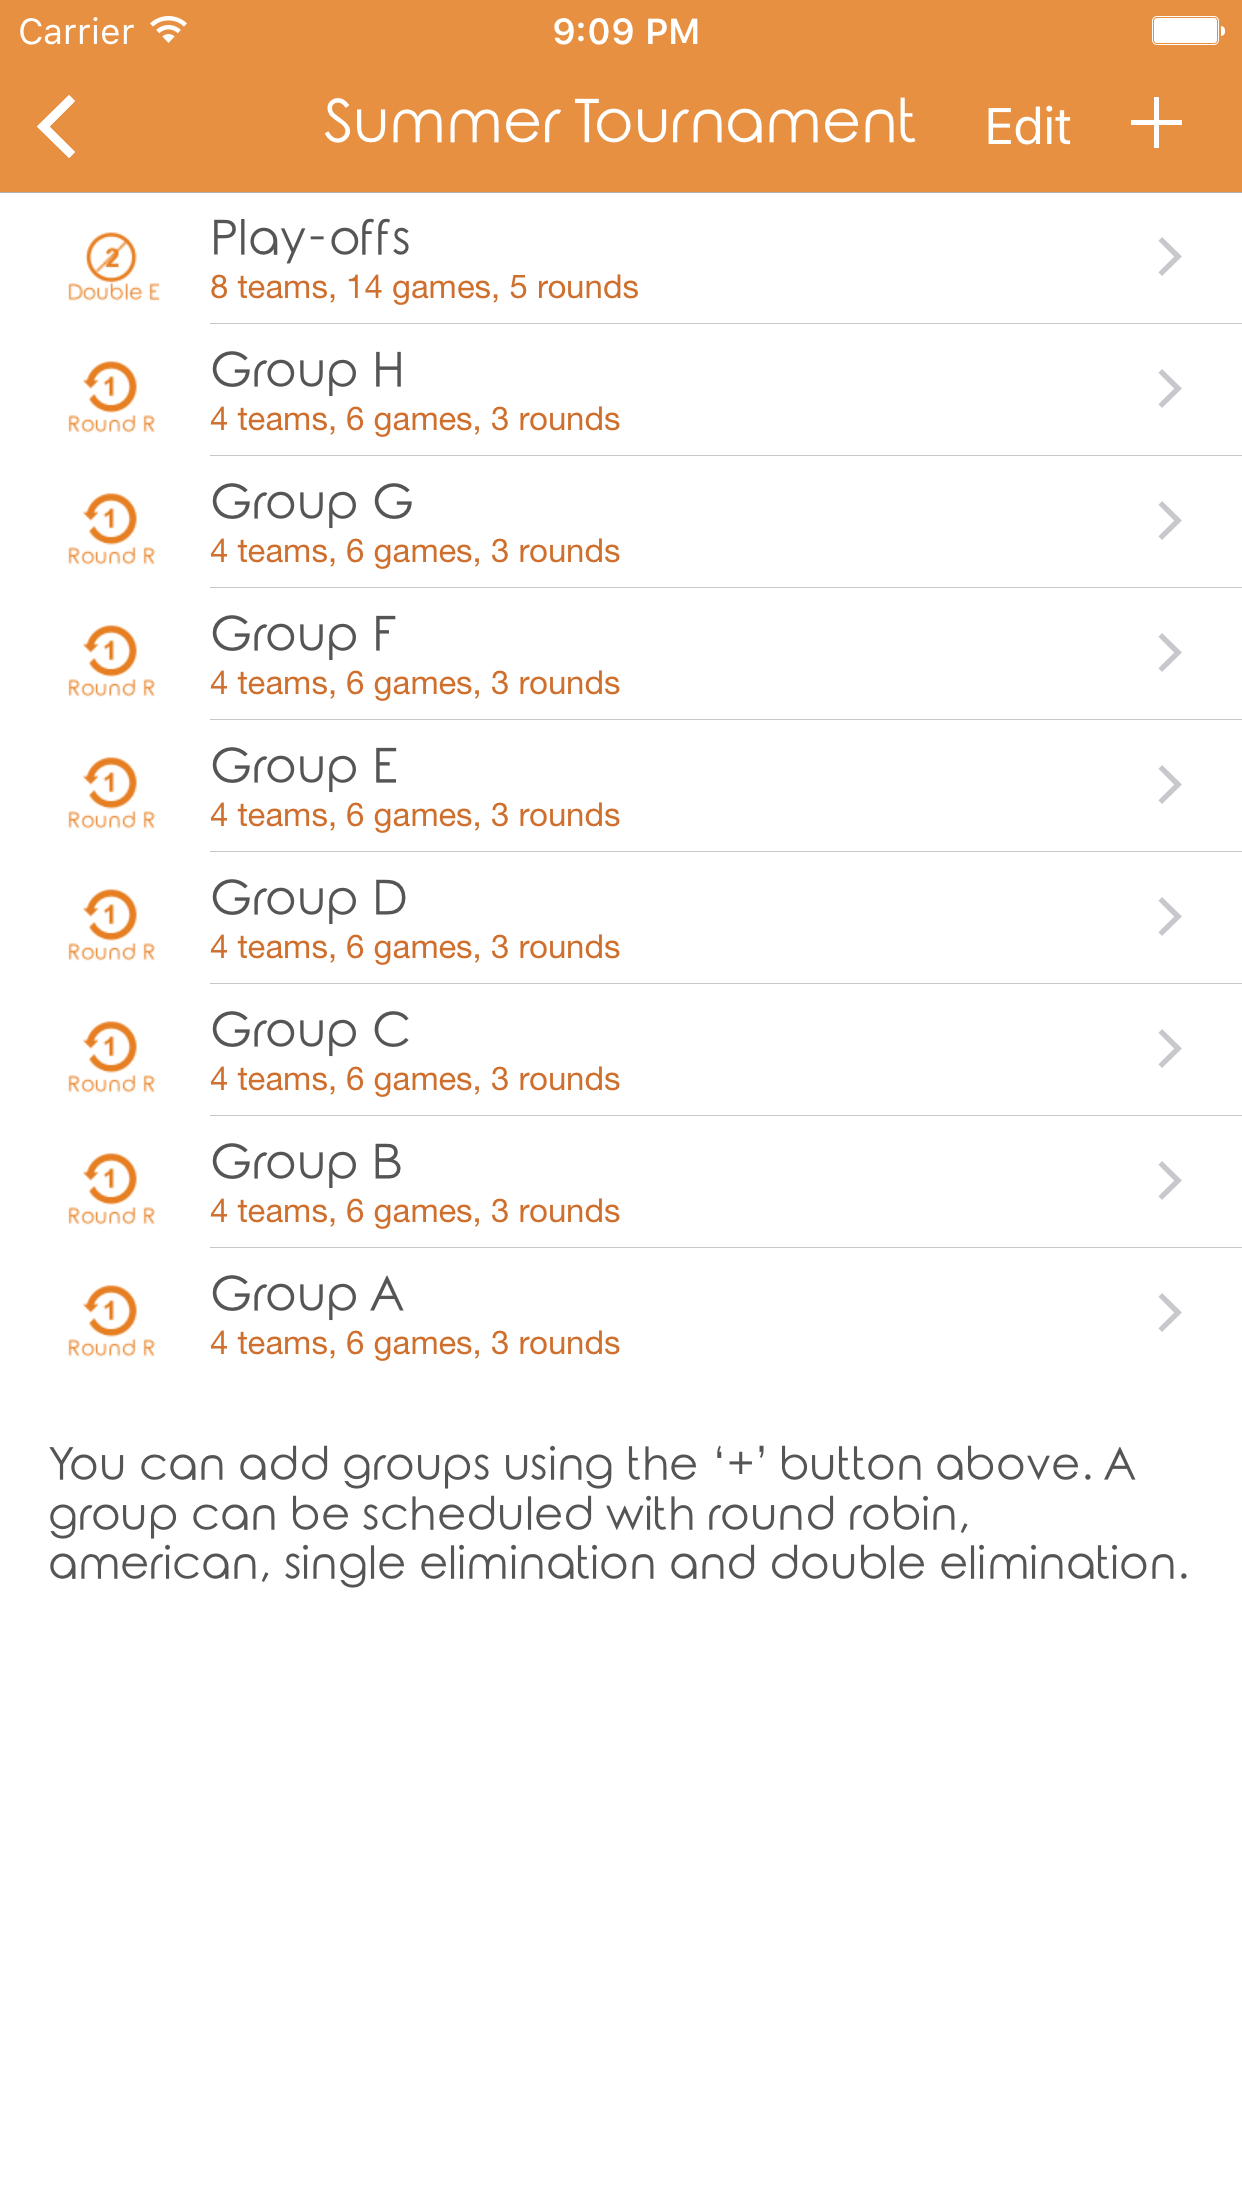 Carrier 9:09 PM
Summer Tournament Edit +
2
Double E
Play-offs
8 teams, 14 games, 5 rounds
1
Round R
Group H
4 teams, 6 games, 3 rounds
1
Round R
Group G
4 teams, 6 games, 3 rounds
1
Round R
Group F
4 teams, 6 games, 3 rounds
1
Round R
Group E
4 teams, 6 games, 3 rounds
1
Round R
Group D
4 teams, 6 games, 3 rounds
1
Round R
Group C
4 teams, 6 games, 3 rounds
1
Round R
Group B
4 teams, 6 games, 3 rounds
1
Round R
Group A
4 teams, 6 games, 3 rounds
You can add groups using the ‘+’ button above. A
group can be scheduled with round robin,
american, single elimination and double elimination.